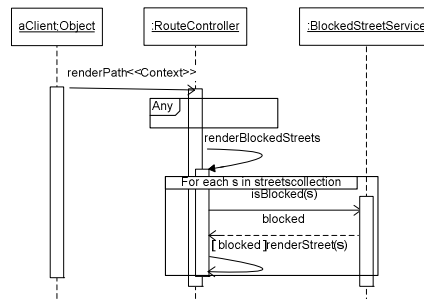 aClient:Object
:RouteController
:BlockedStreetService
renderPath<<Context>>
Any
renderBlockedStreets
For each s in streetscollection
isBlocked(s)
blocked
[ blocked ]renderStreet(s)